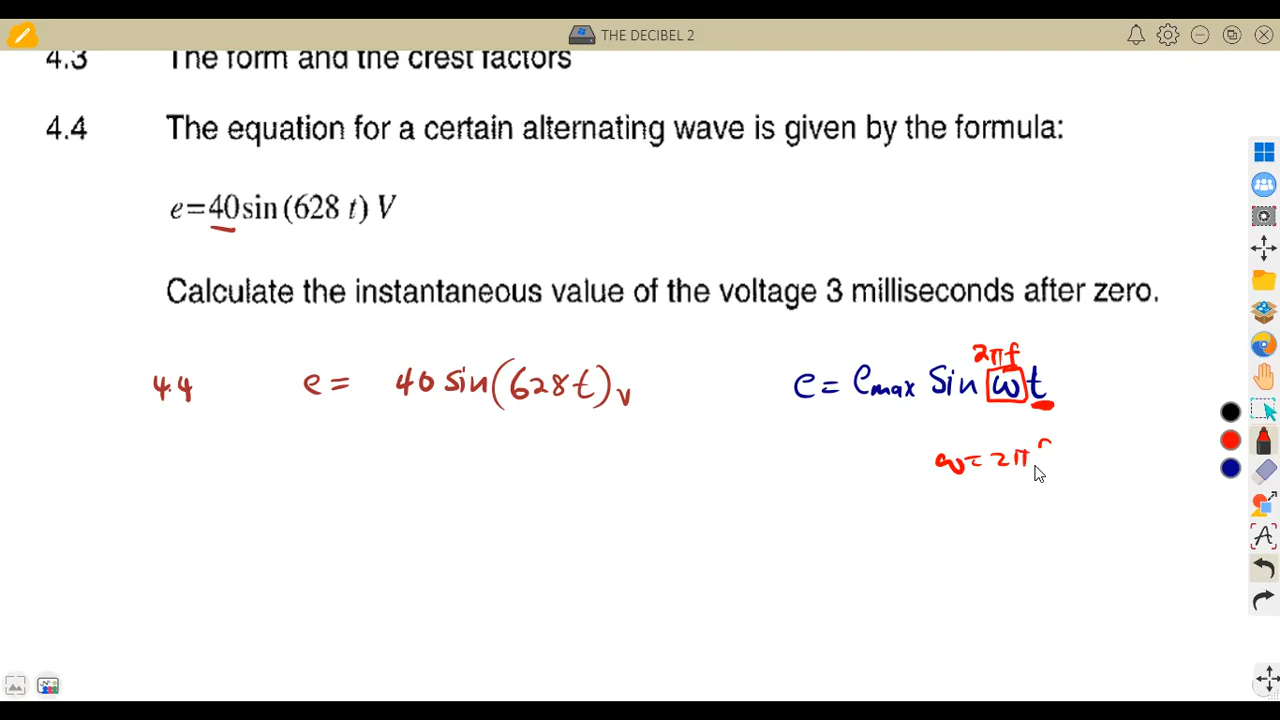 THE DECIBEL 2
4.3 The form and the crest factors
4.4 The equation for a certain alternating wave is given by the formula:
e=40sin(628 t) V
Calculate the instantaneous value of the voltage 3 milliseconds after zero.
2πf
4.4 e = 40 sin(628t)v e = emax Sin ωt
ω = 2π
A